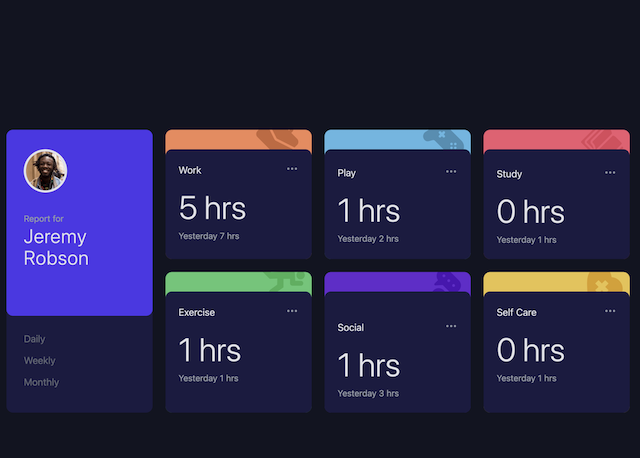 Report for
Jeremy
Robson
Daily
Weekly
Monthly
Work
5 hrs
Yesterday 7 hrs
Play
1 hrs
Yesterday 2 hrs
Study
0 hrs
Yesterday 1 hrs
Exercise
1 hrs
Yesterday 1 hrs
Social
1 hrs
Yesterday 3 hrs
Self Care
0 hrs
Yesterday 1 hrs